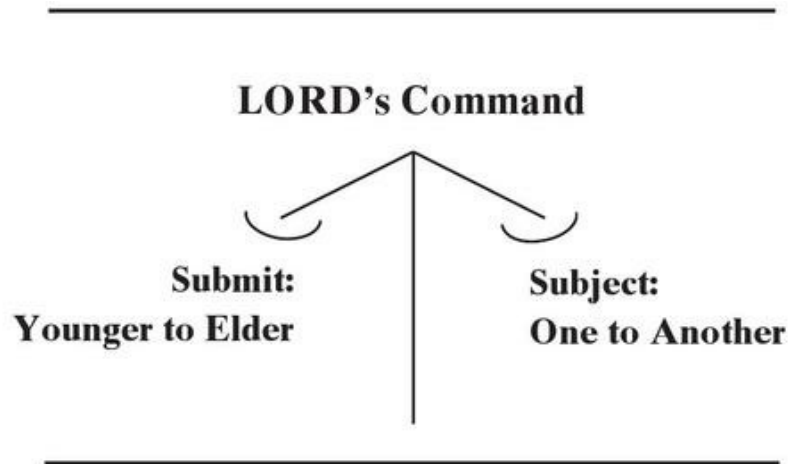 LORD’s Command
Submit:
Younger to Elder
Subject:
One to Another